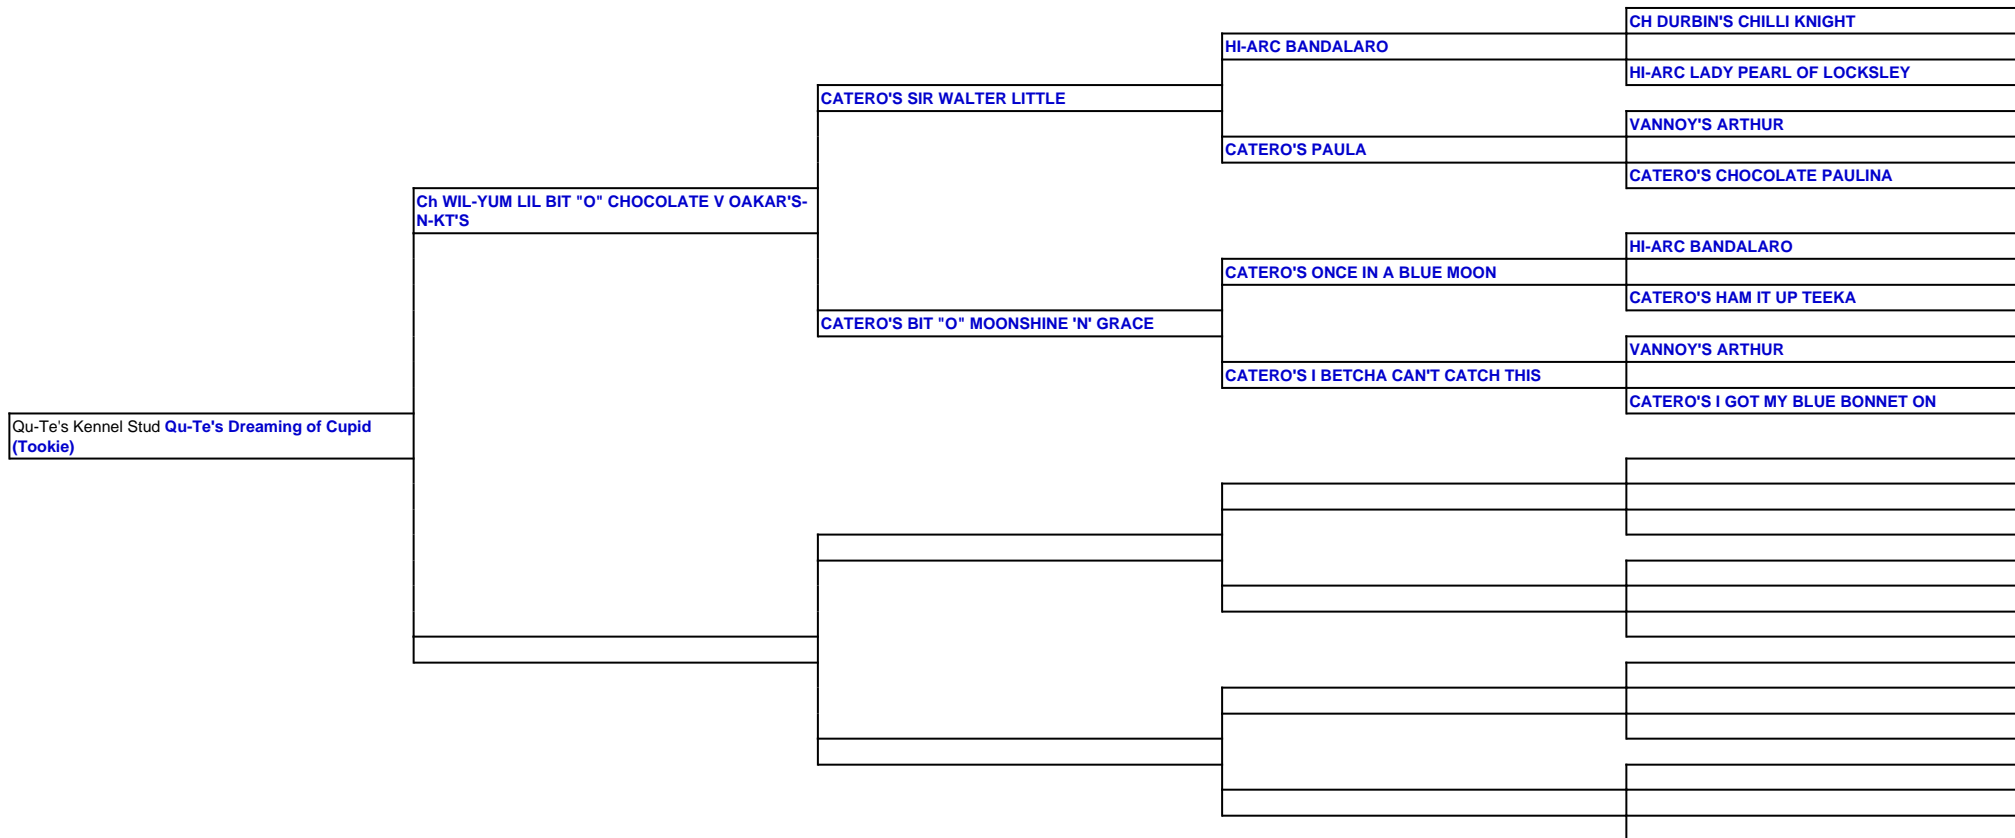 CH DURBIN'S CHILLI KNIGHT
HI-ARC BANDALARO
HI-ARC LADY PEARL OF LOCKSLEY
CATERO'S SIR WALTER LITTLE
VANNOY'S ARTHUR
CATERO'S PAULA
CATERO'S CHOCOLATE PAULINA
Ch WIL-YUM LIL BIT "O" CHOCOLATE V OAKAR'S-
N-KT'S
HI-ARC BANDALARO
CATERO'S ONCE IN A BLUE MOON
CATERO'S HAM IT UP TEEKA
CATERO'S BIT "O" MOONSHINE 'N' GRACE
VANNOY'S ARTHUR
CATERO'S I BETCHA CAN'T CATCH THIS
CATERO'S I GOT MY BLUE BONNET ON
Qu-Te's Kennel Stud Qu-Te's Dreaming of Cupid
(Tookie)